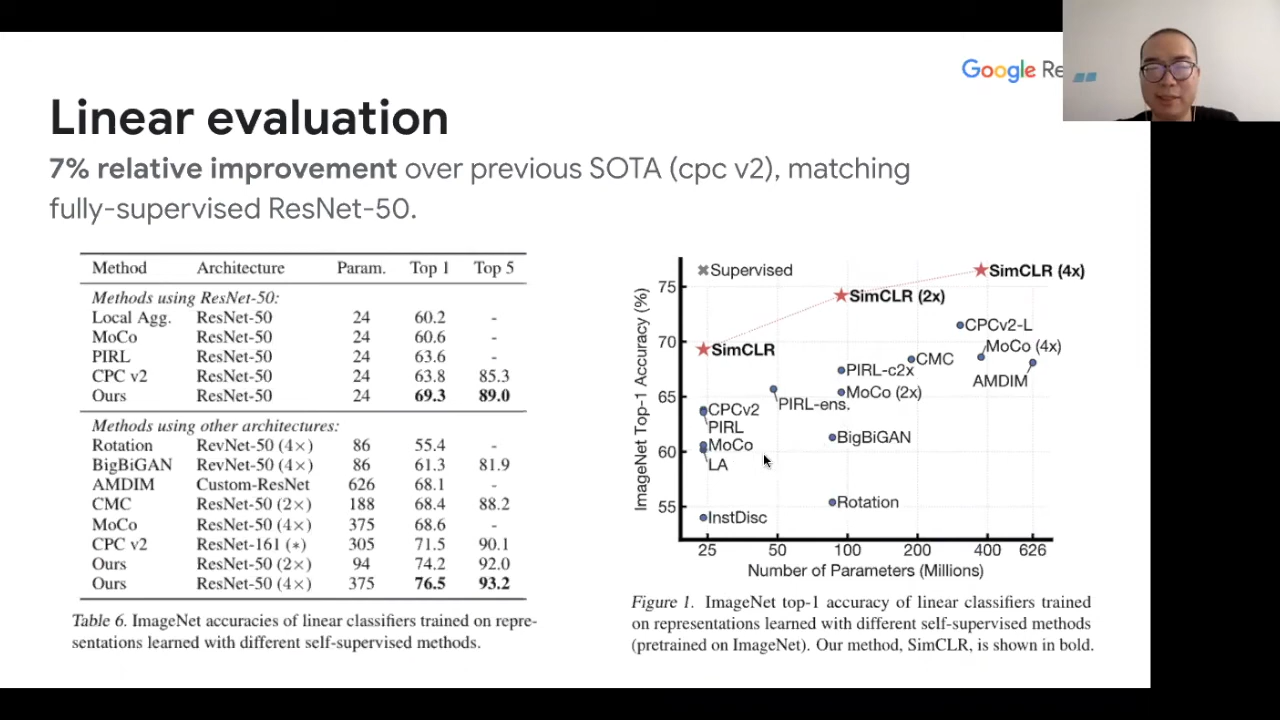 Google Re
Linear evaluation
7% relative improvement over previous SOTA (cpc v2), matching
fully-supervised ResNet-50.
Method Architecture Param. Top 1 Top 5
Methods using ResNet-50:
Local Agg. ResNet-50 24 60.2 -
MoCo ResNet-50 24 60.6 -
PIRL ResNet-50 24 63.6 -
CPC v2 ResNet-50 24 63.8 85.3
Ours ResNet-50 24 69.3 89.0
Methods using other architectures:
Rotation RevNet-50 (4×) 86 55.4 -
BigBiGAN RevNet-50 (4×) 86 61.3 81.9
AMDIM Custom-ResNet 626 68.1 -
CMC ResNet-50 (2×) 188 68.4 88.2
MoCo ResNet-50 (4×) 375 68.6 -
CPC v2 ResNet-161 (∗) 305 71.5 90.1
Ours ResNet-50 (2×) 94 74.2 92.0
Ours ResNet-50 (4×) 375 76.5 93.2
Table 6. ImageNet accuracies of linear classifiers trained on repre-
sentations learned with different self-supervised methods.
ImageNet Top-1 Accuracy (%)
75
70
65
60
55
Supervised
SimCLR (4x)
SimCLR (2x)
CPCv2-L
SimCLR
MoCo (4x)
CMC
PIRL-c2x
AMDIM
MoCo (2x)
PIRL-ens.
CPCv2
PIRL
BigBiGAN
MoCo
LA
Rotation
InstDisc
25 50 100 200 400 626
Number of Parameters (Millions)
Figure 1. ImageNet top-1 accuracy of linear classifiers trained
on representations learned with different self-supervised methods
(pretrained on ImageNet). Our method, SimCLR, is shown in bold.